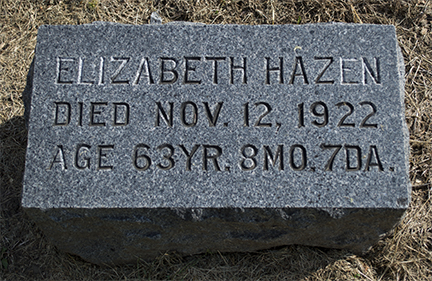 ELIZABETH HAZEN
DIED NOV. 12, 1922
AGE 63YR. 8MO. 7DA.